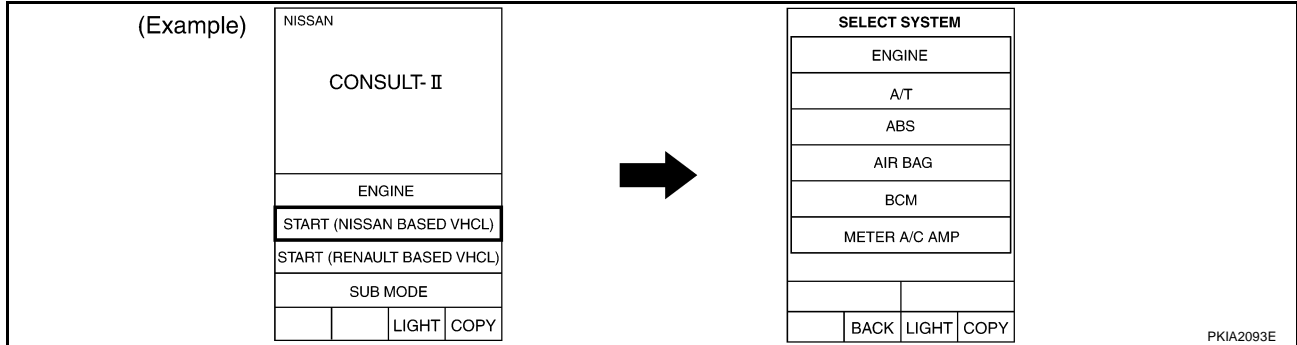 (Example)
NISSAN
CONSULT-Ⅱ
ENGINE
START (NISSAN BASED VHCL)
START (RENAULT BASED VHCL)
SUB MODE
LIGHT COPY
SELECT SYSTEM
ENGINE
A/T
ABS
AIR BAG
BCM
METER A/C AMP
BACK LIGHT COPY
PKIA2093E